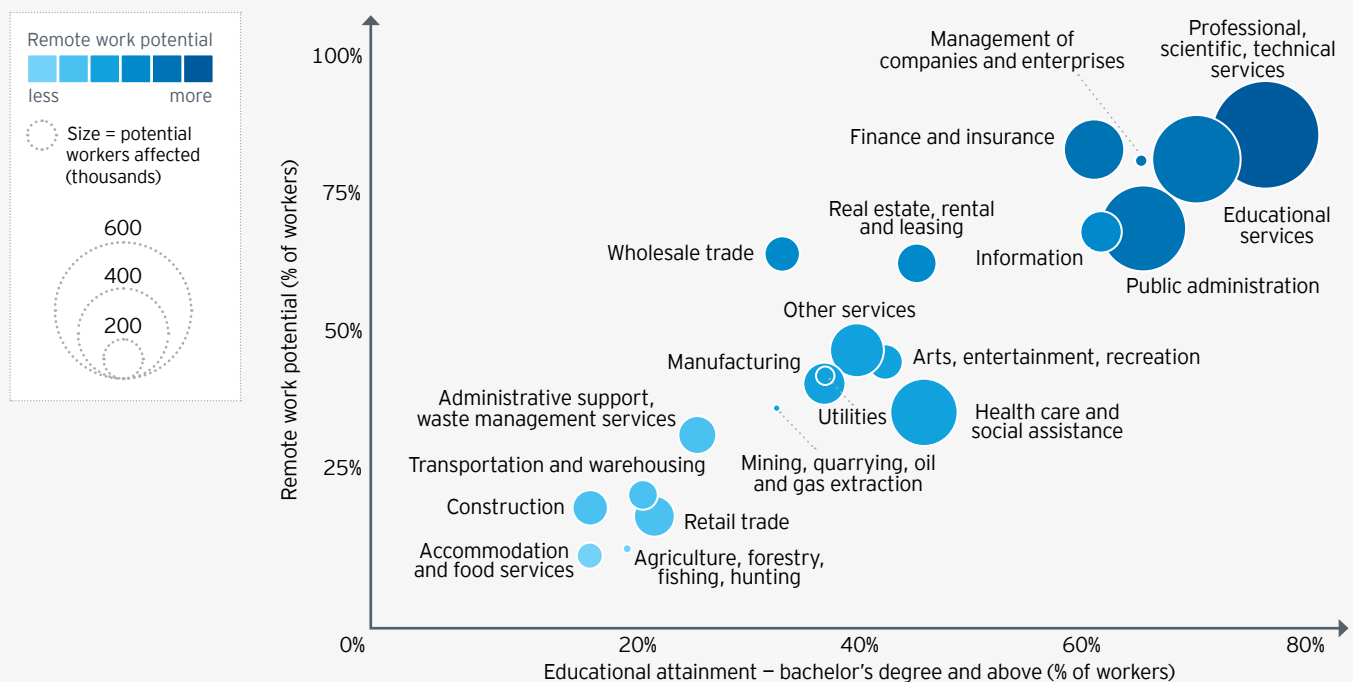 Remote work potential
less
more
Size = potential
workers affected
(thousands)
600
400
200
Remote work potential (% of workers)
100%
75%
50%
25%
0%
20%
40%
60%
80%
Educational attainment – bachelor's degree and above (% of workers)
Professional,
scientific, technical
services
Management of
companies and enterprises
Finance and insurance
Educational
services
Real estate, rental
and leasing
Wholesale trade
Information
Public administration
Other services
Manufacturing
Arts, entertainment, recreation
Utilities
Health care and
social assistance
Administrative support,
waste management services
Mining, quarrying, oil
and gas extraction
Transportation and warehousing
Construction
Retail trade
Accommodation
and food services
Agriculture, forestry,
fishing, hunting